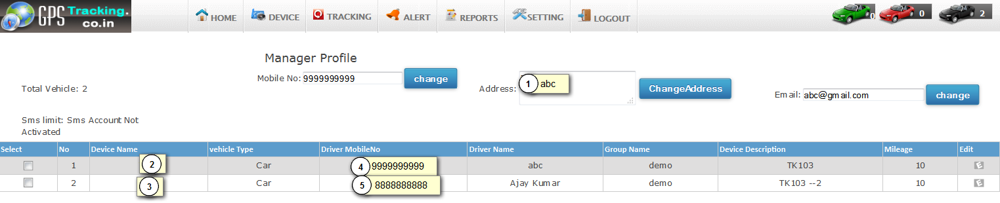 GPS Tracking.
co.in
HOME DEVICE TRACKING ALERT REPORTS SETTING LOGOUT 0 0 2
Manager Profile
Mobile No: 9999999999 change
Total Vehicle: 2 Address: 1 abc ChangeAddress
Email: abc@gmail.com change
Sms limit: Sms Account Not
Activated
Select No Device Name vehicle Type Driver MobileNo Driver Name Group Name Device Description Mileage Edit
1 2 Car 4 9999999999 abc demo TK103 10 E
2 3 Car 5 8888888888 Ajay Kumar demo TK103 --2 10 E